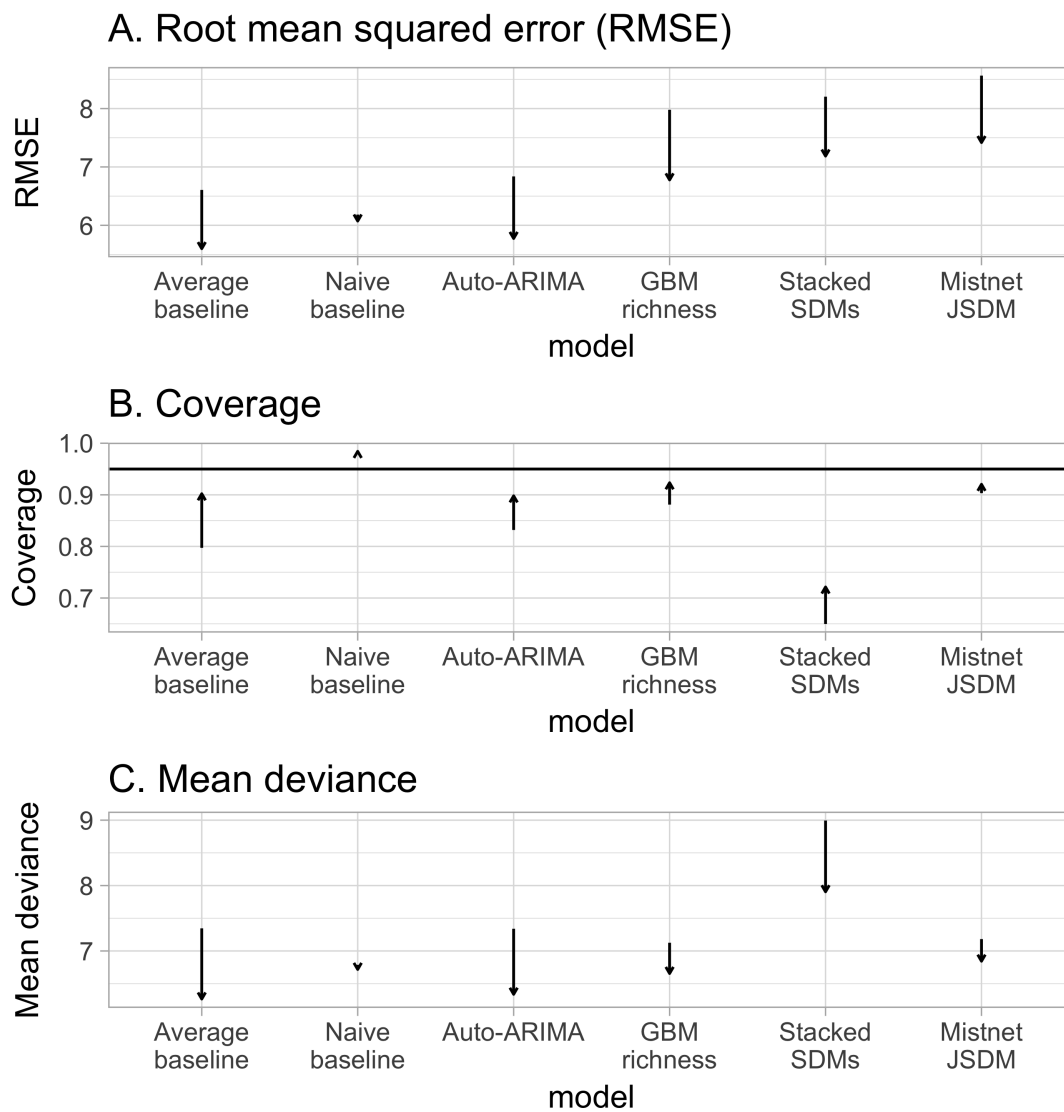 A. Root mean squared error (RMSE)
RMSE
8
7
6
Average baseline
Naive baseline
Auto-ARIMA
GBM richness
Stacked SDMs
Mistnet JSDM
model
B. Coverage
Coverage
1.0
0.9
0.8
0.7
Average baseline
Naive baseline
Auto-ARIMA
GBM richness
Stacked SDMs
Mistnet JSDM
model
C. Mean deviance
Mean deviance
9
8
7
Average baseline
Naive baseline
Auto-ARIMA
GBM richness
Stacked SDMs
Mistnet JSDM
model